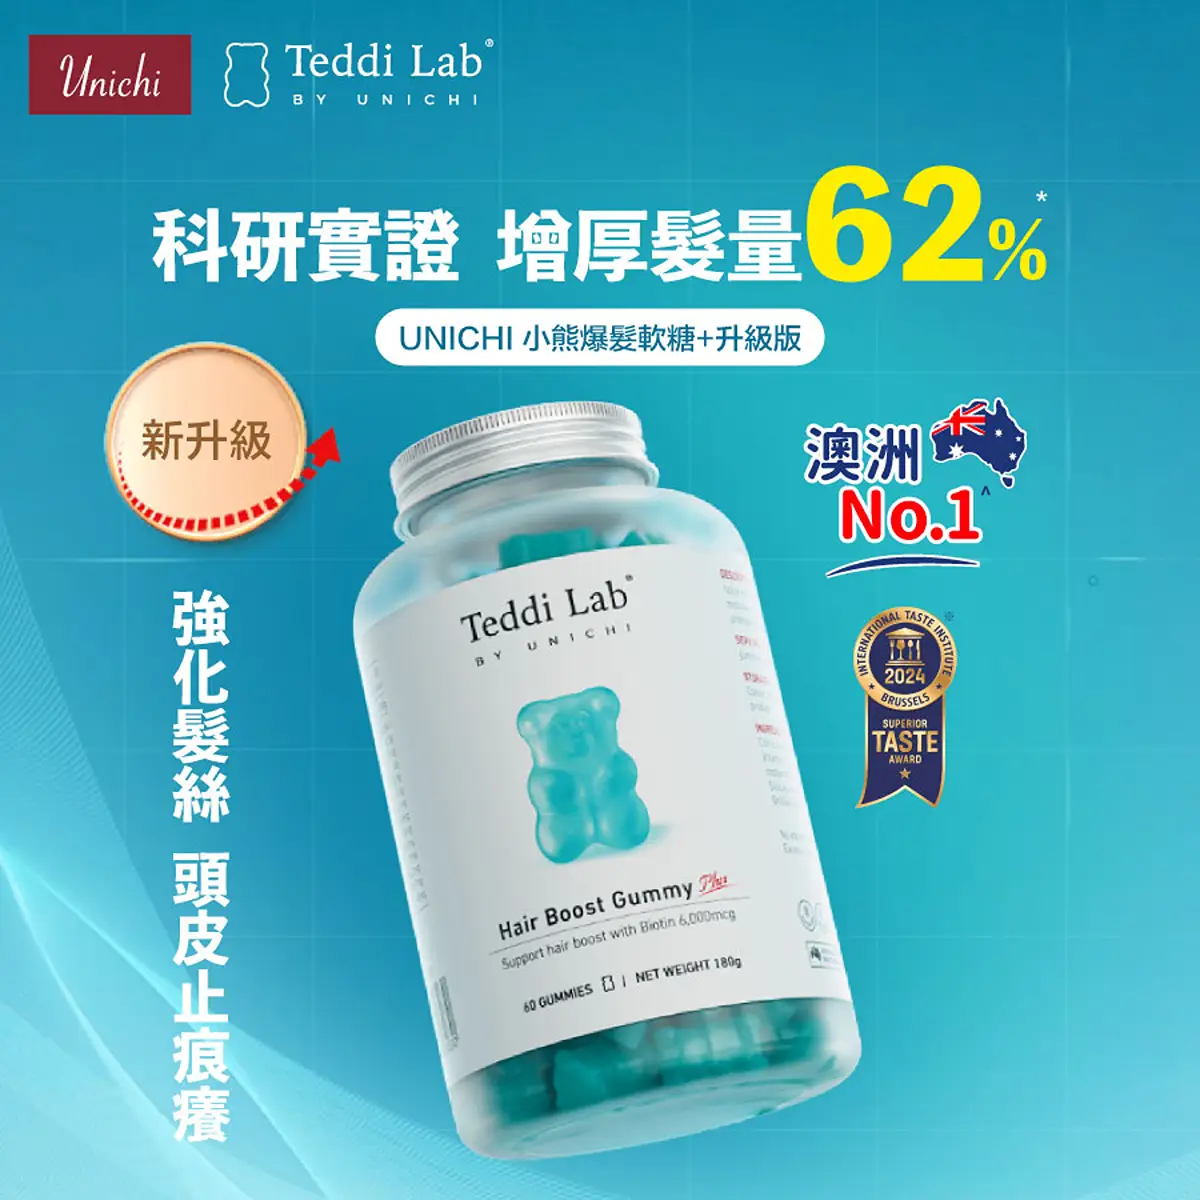 Unichi
Teddi Lab®
BY UNICHI
科研實證 增厚髮量62%*
UNICHI 小熊爆髮軟糖+升級版
新升級
澳洲
No.1^
強化髮絲 頭皮止痕癢
INTERNATIONAL TASTE INSTITUTE
2024
BRUSSELS
SUPERIOR
TASTE
AWARD
※
Teddi Lab®
BY UNICHI
Hair Boost Gummy Plus
Support hair boost with Biotin 6,000mcg
60 GUMMIES | NET WEIGHT 180g